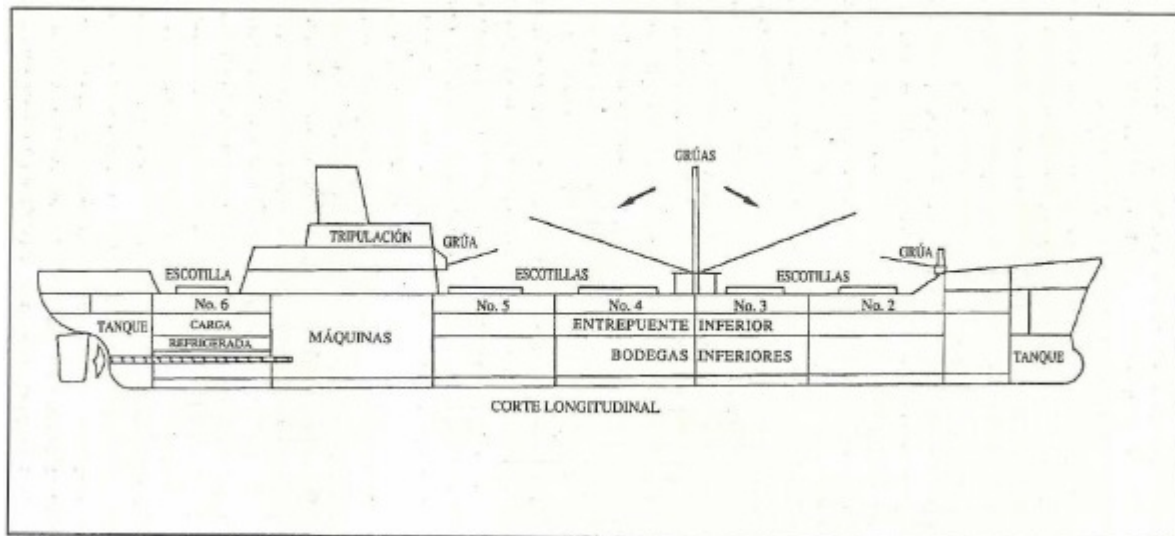 GRÚAS
TRIPULACIÓN
GRÚA
GRÚA
ESCOTILLA
ESCOTILLAS
ESCOTILLAS
No. 6
No. 5
No. 4
No. 3
No. 2
TANQUE
CARGA
REFRIGERADA
MÁQUINAS
ENTREPUENTE INFERIOR
BODEGAS INFERIORES
TANQUE
CORTE LONGITUDINAL